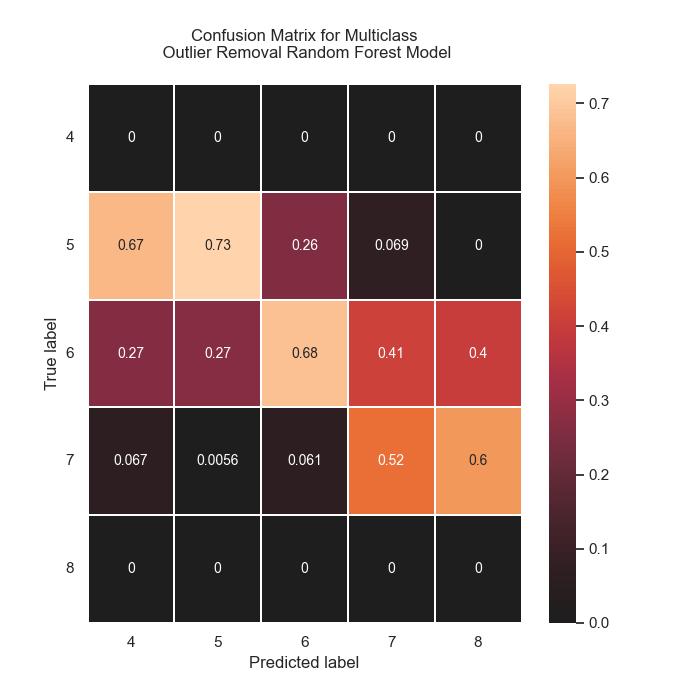 Confusion Matrix for Multiclass
Outlier Removal Random Forest Model
True label
4
0 0 0 0 0
5
0.67 0.73 0.26 0.069 0
6
0.27 0.27 0.68 0.41 0.4
7
0.067 0.0056 0.061 0.52 0.6
8
0 0 0 0 0
4 5 6 7 8
Predicted label
0.7
0.6
0.5
0.4
0.3
0.2
0.1
0.0